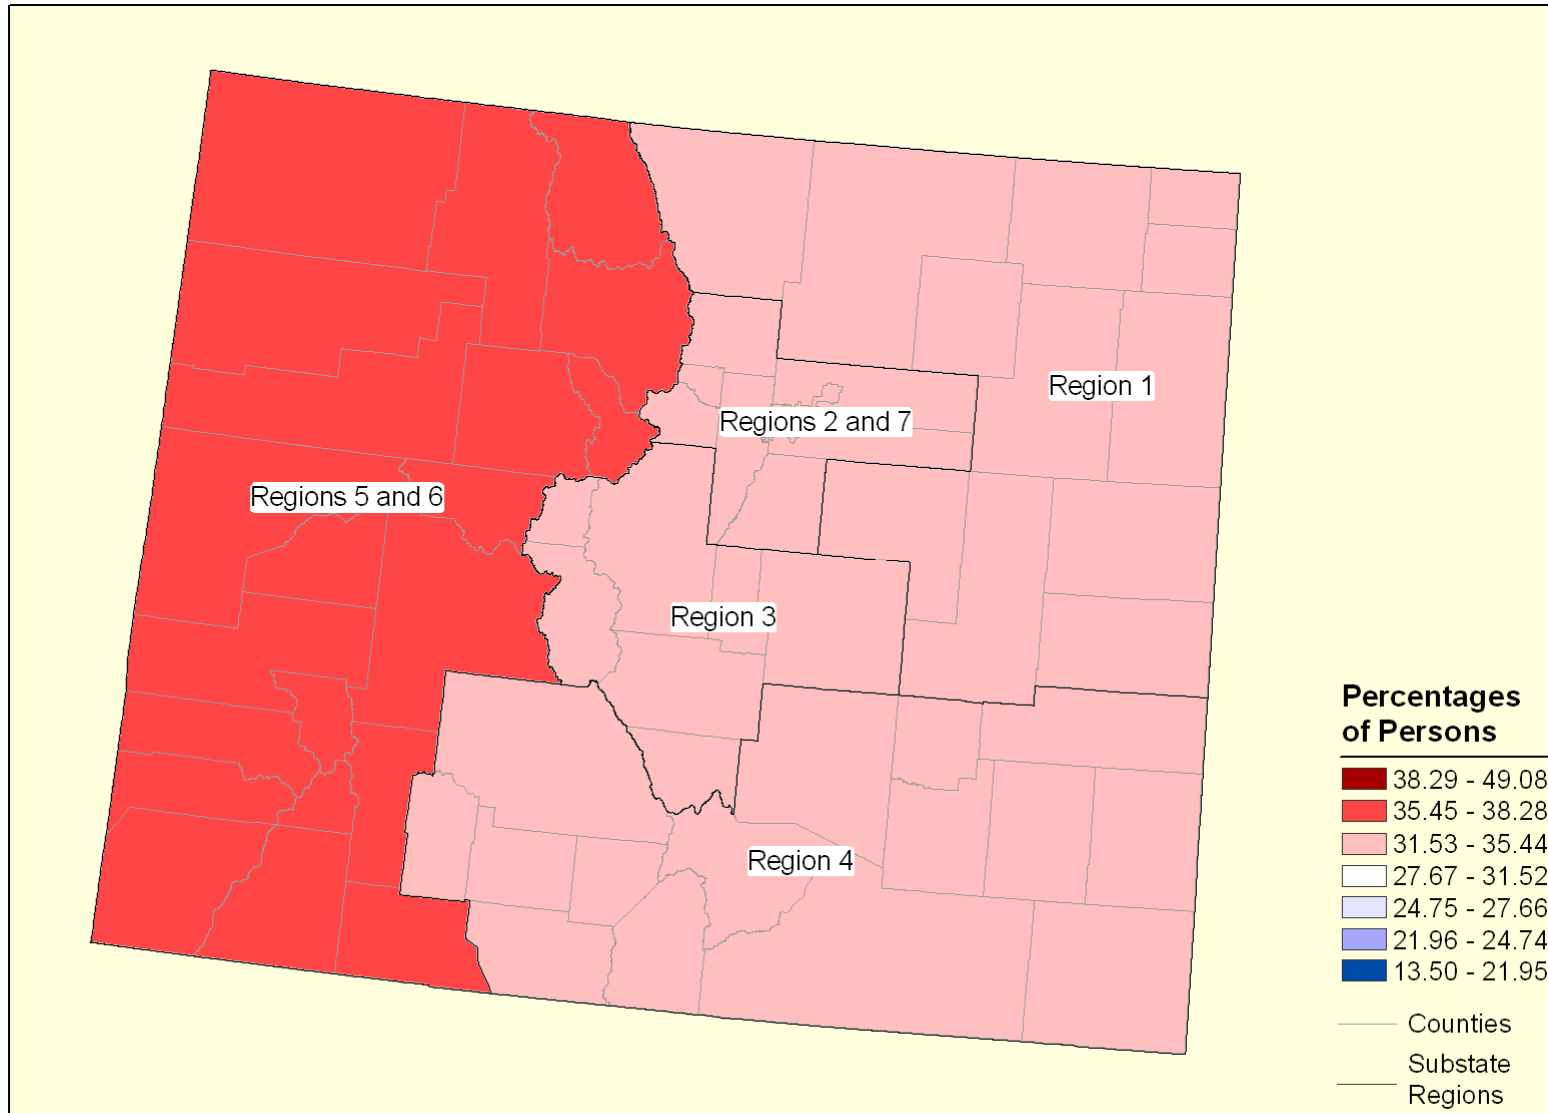 Region 1
Regions 2 and 7
Regions 5 and 6
Region 3
Region 4
Percentages
of Persons
38.29 - 49.08
35.45 - 38.28
31.53 - 35.44
27.67 - 31.52
24.75 - 27.66
21.96 - 24.74
13.50 - 21.95
Counties
Substate
Regions